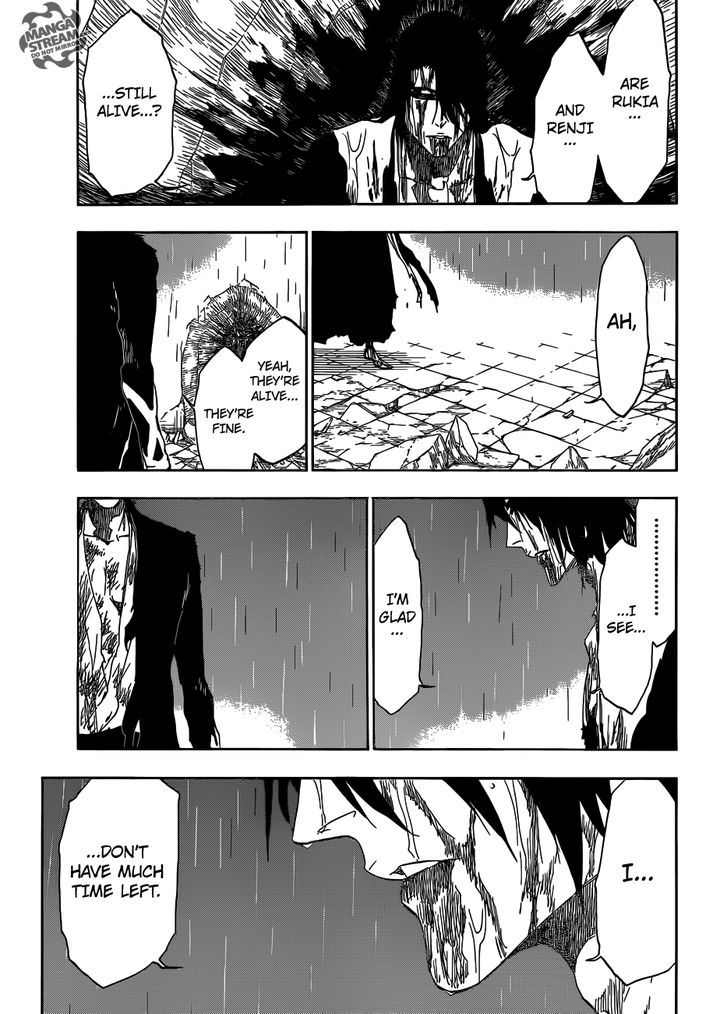 MANGA
STREAM
DO NOT MIRROR
ARE
RUKIA
...
AND
RENJI
...
...STILL
ALIVE...?
AH,
YEAH,
THEY'RE
ALIVE...
THEY'RE
FINE.
..........
...I
SEE...
I'M
GLAD
...
I...
...DON'T
HAVE MUCH
TIME LEFT.